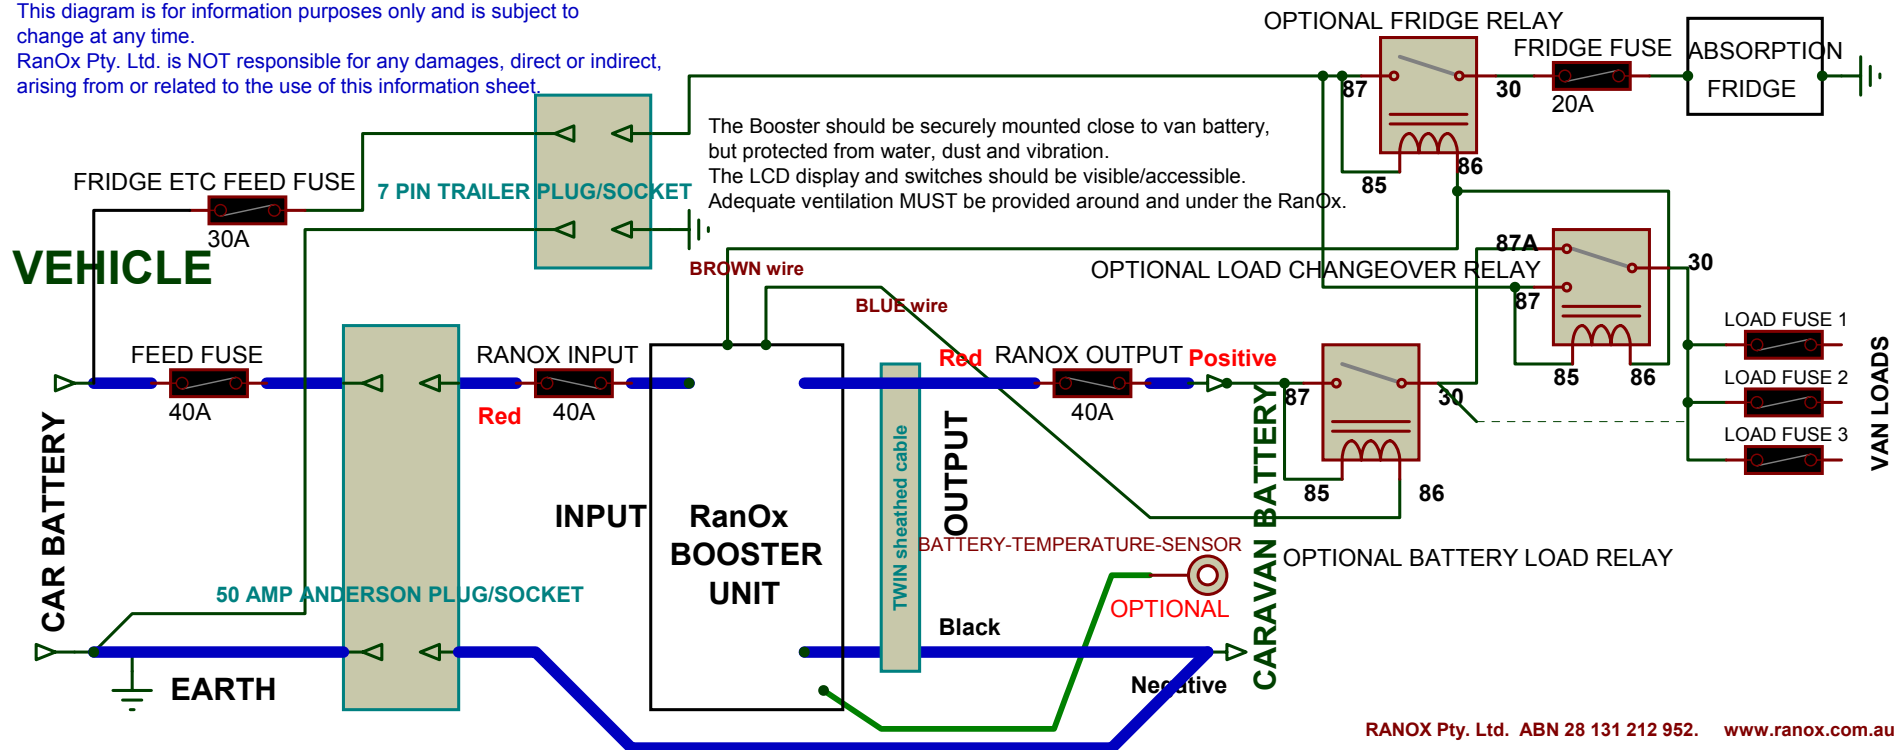 This diagram is for information purposes only and is subject to
change at any time.
RanOx Pty. Ltd. is NOT responsible for any damages, direct or indirect,
arising from or related to the use of this information sheet.
OPTIONAL FRIDGE RELAY
FRIDGE FUSE
ABSORPTION
FRIDGE
87
30
20A
86
85
The Booster should be securely mounted close to van battery,
but protected from water, dust and vibration.
The LCD display and switches should be visible/accessible.
Adequate ventilation MUST be provided around and under the RanOx.
FRIDGE ETC FEED FUSE
7 PIN TRAILER PLUG/SOCKET
30A
VEHICLE
BROWN wire
BLUE wire
87A
OPTIONAL LOAD CHANGEOVER RELAY
30
87
85
86
LOAD FUSE 1
LOAD FUSE 2
LOAD FUSE 3
VAN LOADS
FEED FUSE
40A
RANOX INPUT
Red
40A
Red
RANOX OUTPUT
Positive
40A
87
30
85
86
CAR BATTERY
INPUT
RanOx
BOOSTER
UNIT
TWIN sheathed cable
OUTPUT
CARAVAN BATTERY
BATTERY-TEMPERATURE-SENSOR
OPTIONAL BATTERY LOAD RELAY
50 AMP ANDERSON PLUG/SOCKET
OPTIONAL
Black
EARTH
Negative
RANOX Pty. Ltd. ABN 28 131 212 952. www.ranox.com.au